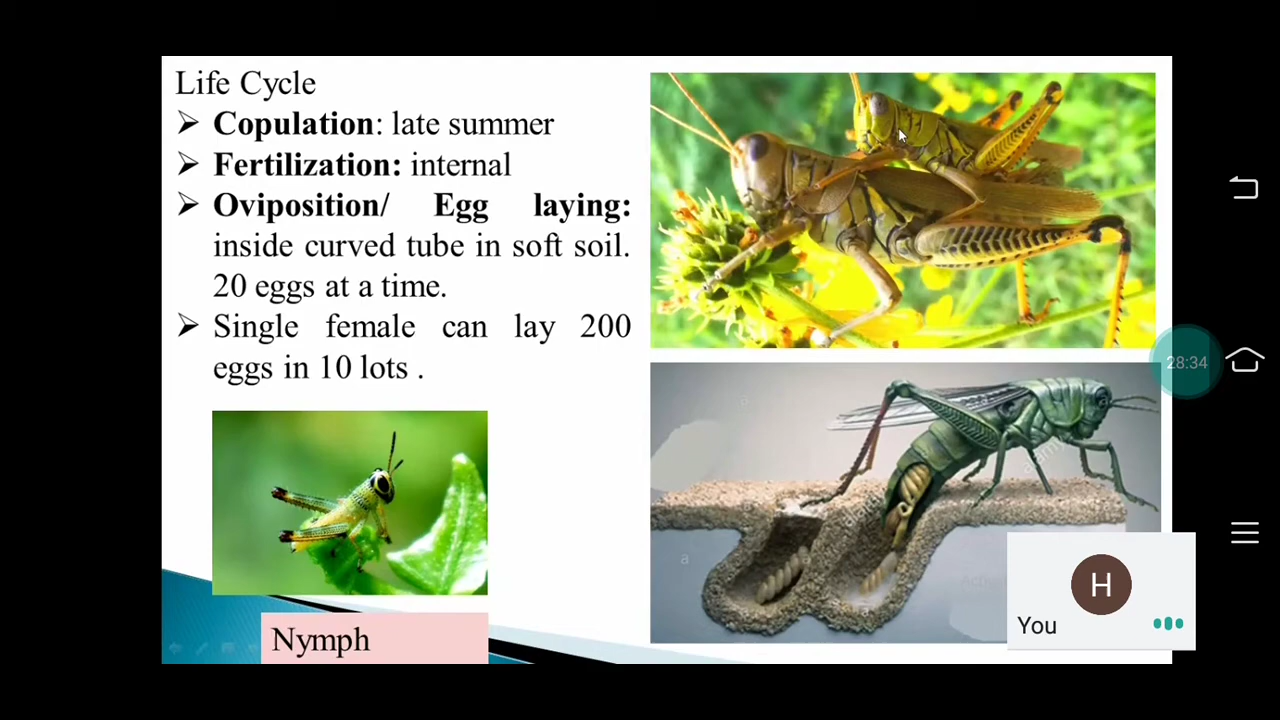 Life Cycle
➢ Copulation: late summer
➢ Fertilization: internal
➢ Oviposition/ Egg laying:
inside curved tube in soft soil.
20 eggs at a time.
➢ Single female can lay 200
eggs in 10 lots .
Nymph
28:34
H
You
a
a